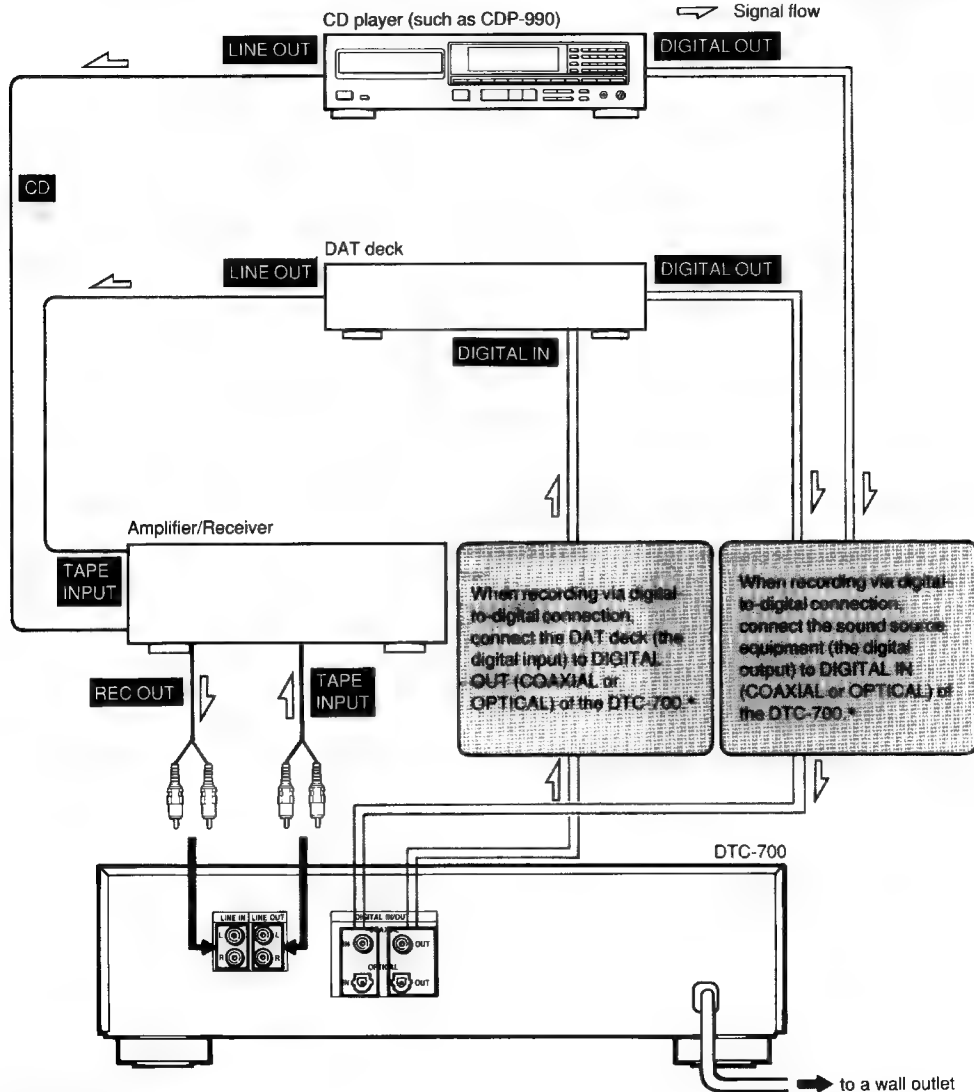 CD player (such as CDP-990)
Signal flow
LINE OUT
DIGITAL OUT
CD
DAT deck
LINE OUT
DIGITAL OUT
DIGITAL IN
Amplifier/Receiver
TAPE
INPUT
REC OUT
TAPE
INPUT
When recording via digital-
to-digital connection,
connect the DAT deck (the
digital input) to DIGITAL
OUT (COAXIAL or
OPTICAL) of the DTC-700.*
When recording via digital-
to-digital connection,
connect the sound source
equipment (the digital
output) to DIGITAL IN
(COAXIAL or OPTICAL) of
the DTC-700.*
DTC-700
LINE IN
LINE OUT
L
L
R
R
DIGITAL IN/OUT
COAXIAL
IN
OUT
OPTICAL
IN
OUT
to a wall outlet